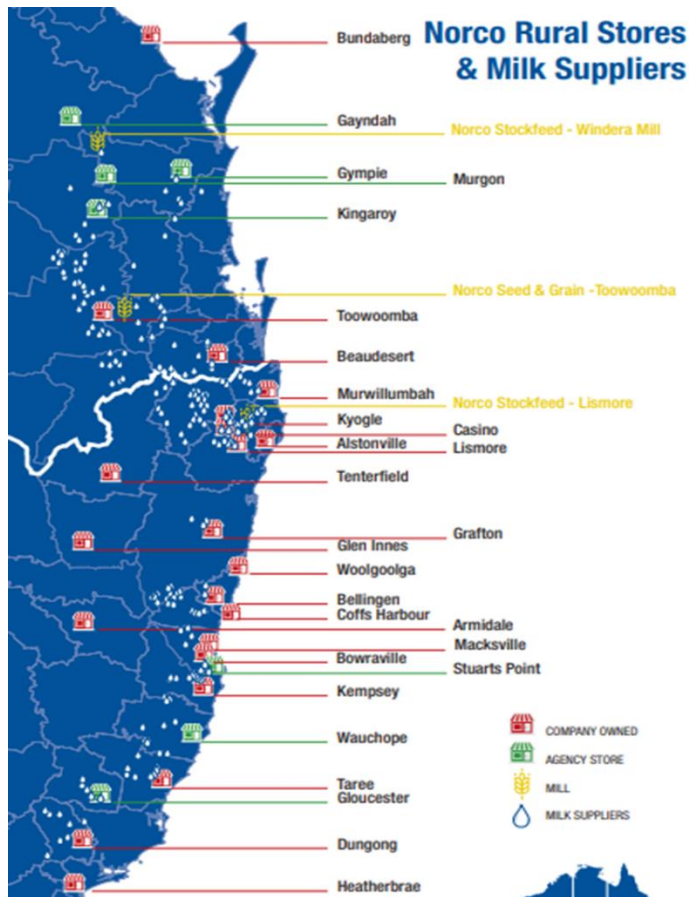 Norco Rural Stores
& Milk Suppliers
Bundaberg
Gayndah
Norco Stockfeed - Windera Mill
Gympie
Murgon
Kingaroy
Norco Seed & Grain -Toowoomba
Toowoomba
Beaudesert
Murwillumbah
Norco Stockfeed - Lismore
Kyogle
Casino
Alstonville
Lismore
Tenterfield
Grafton
Glen Innes
Woolgoolga
Bellingen
Coffs Harbour
Armidale
Macksville
Bowraville
Stuarts Point
Kempsey
Wauchope
COMPANY OWNED
AGENCY STORE
Taree
MILL
Gloucester
MILK SUPPLIERS
Dungong
Heatherbrae